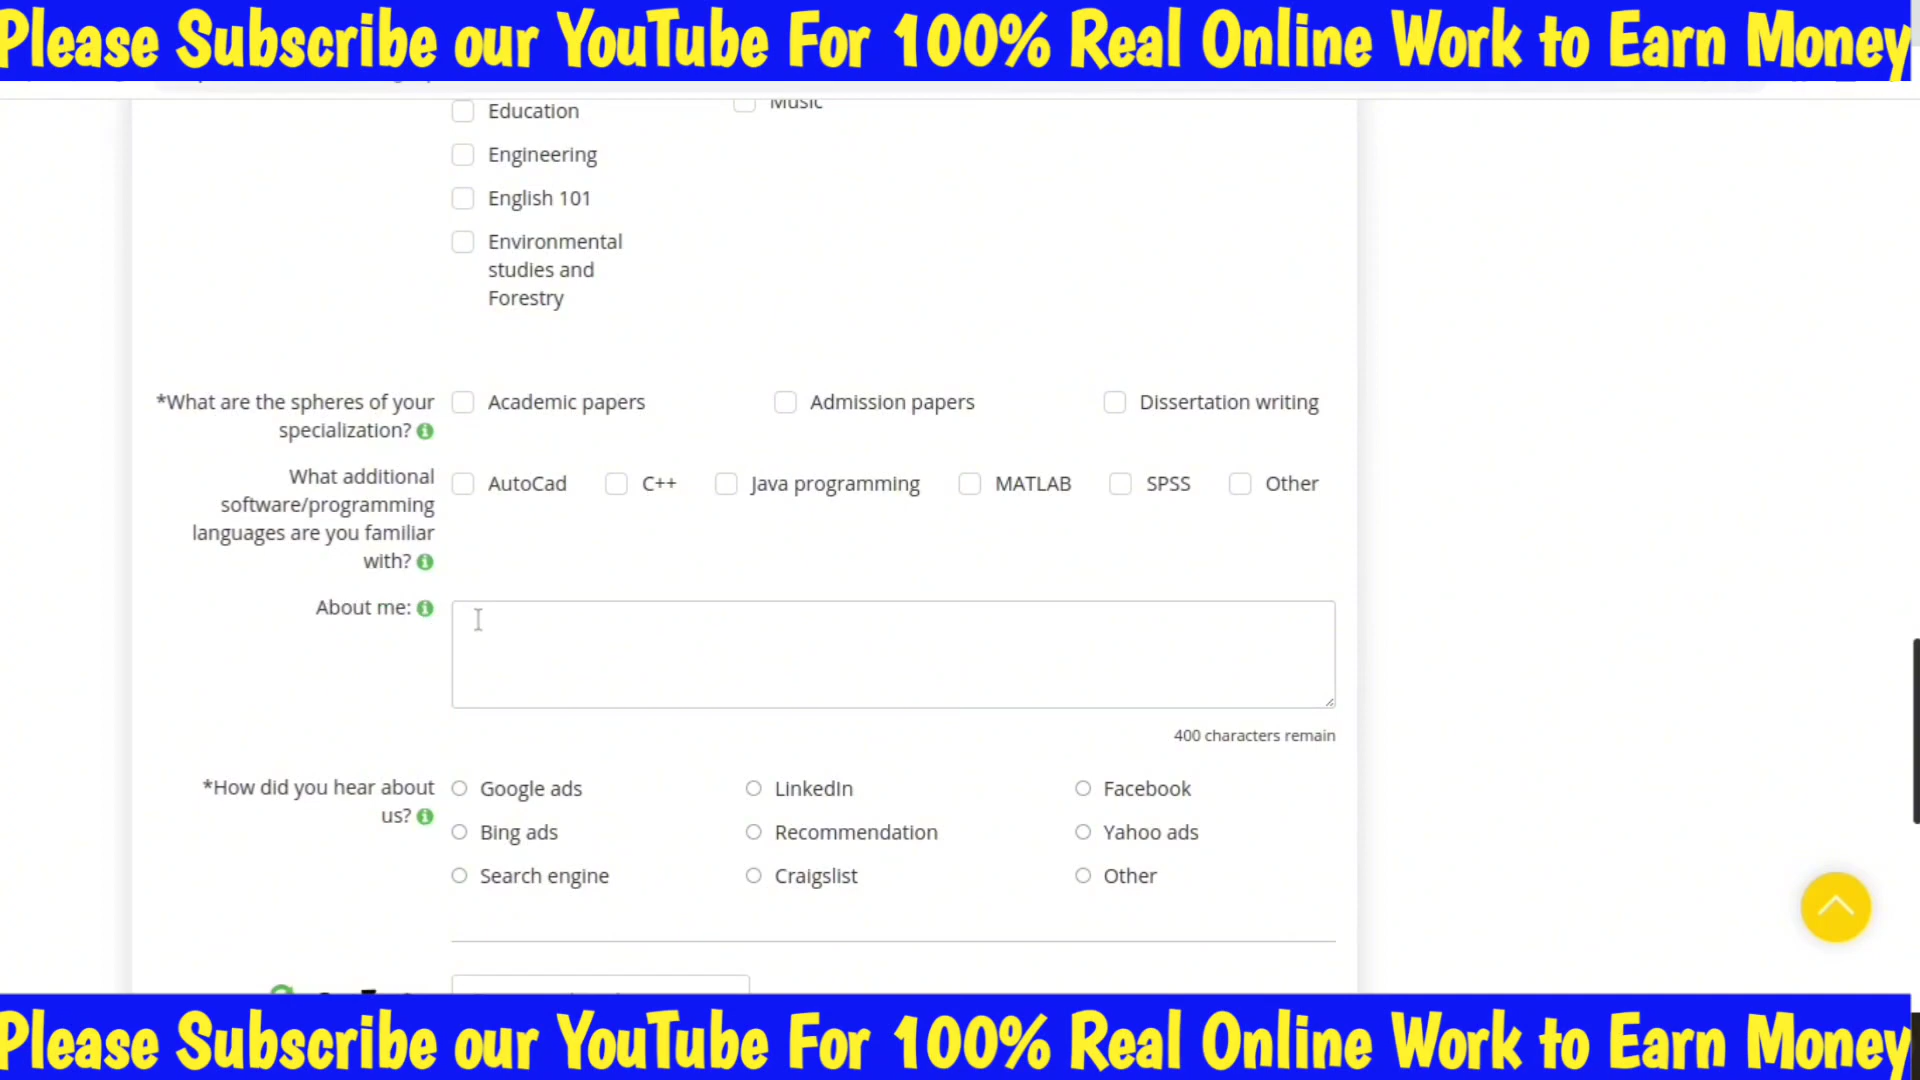 Please Subscribe our YouTube For 100% Real Online Work to Earn Money
Education
Music
Engineering
English 101
Environmental
studies and
Forestry
*What are the spheres of your
specialization?
Academic papers
Admission papers
Dissertation writing
What additional
software/programming
languages are you familiar
with?
AutoCad
C++
Java programming
MATLAB
SPSS
Other
About me:
400 characters remain
*How did you hear about
us?
Google ads
LinkedIn
Facebook
Bing ads
Recommendation
Yahoo ads
Search engine
Craigslist
Other
Please Subscribe our YouTube For 100% Real Online Work to Earn Money